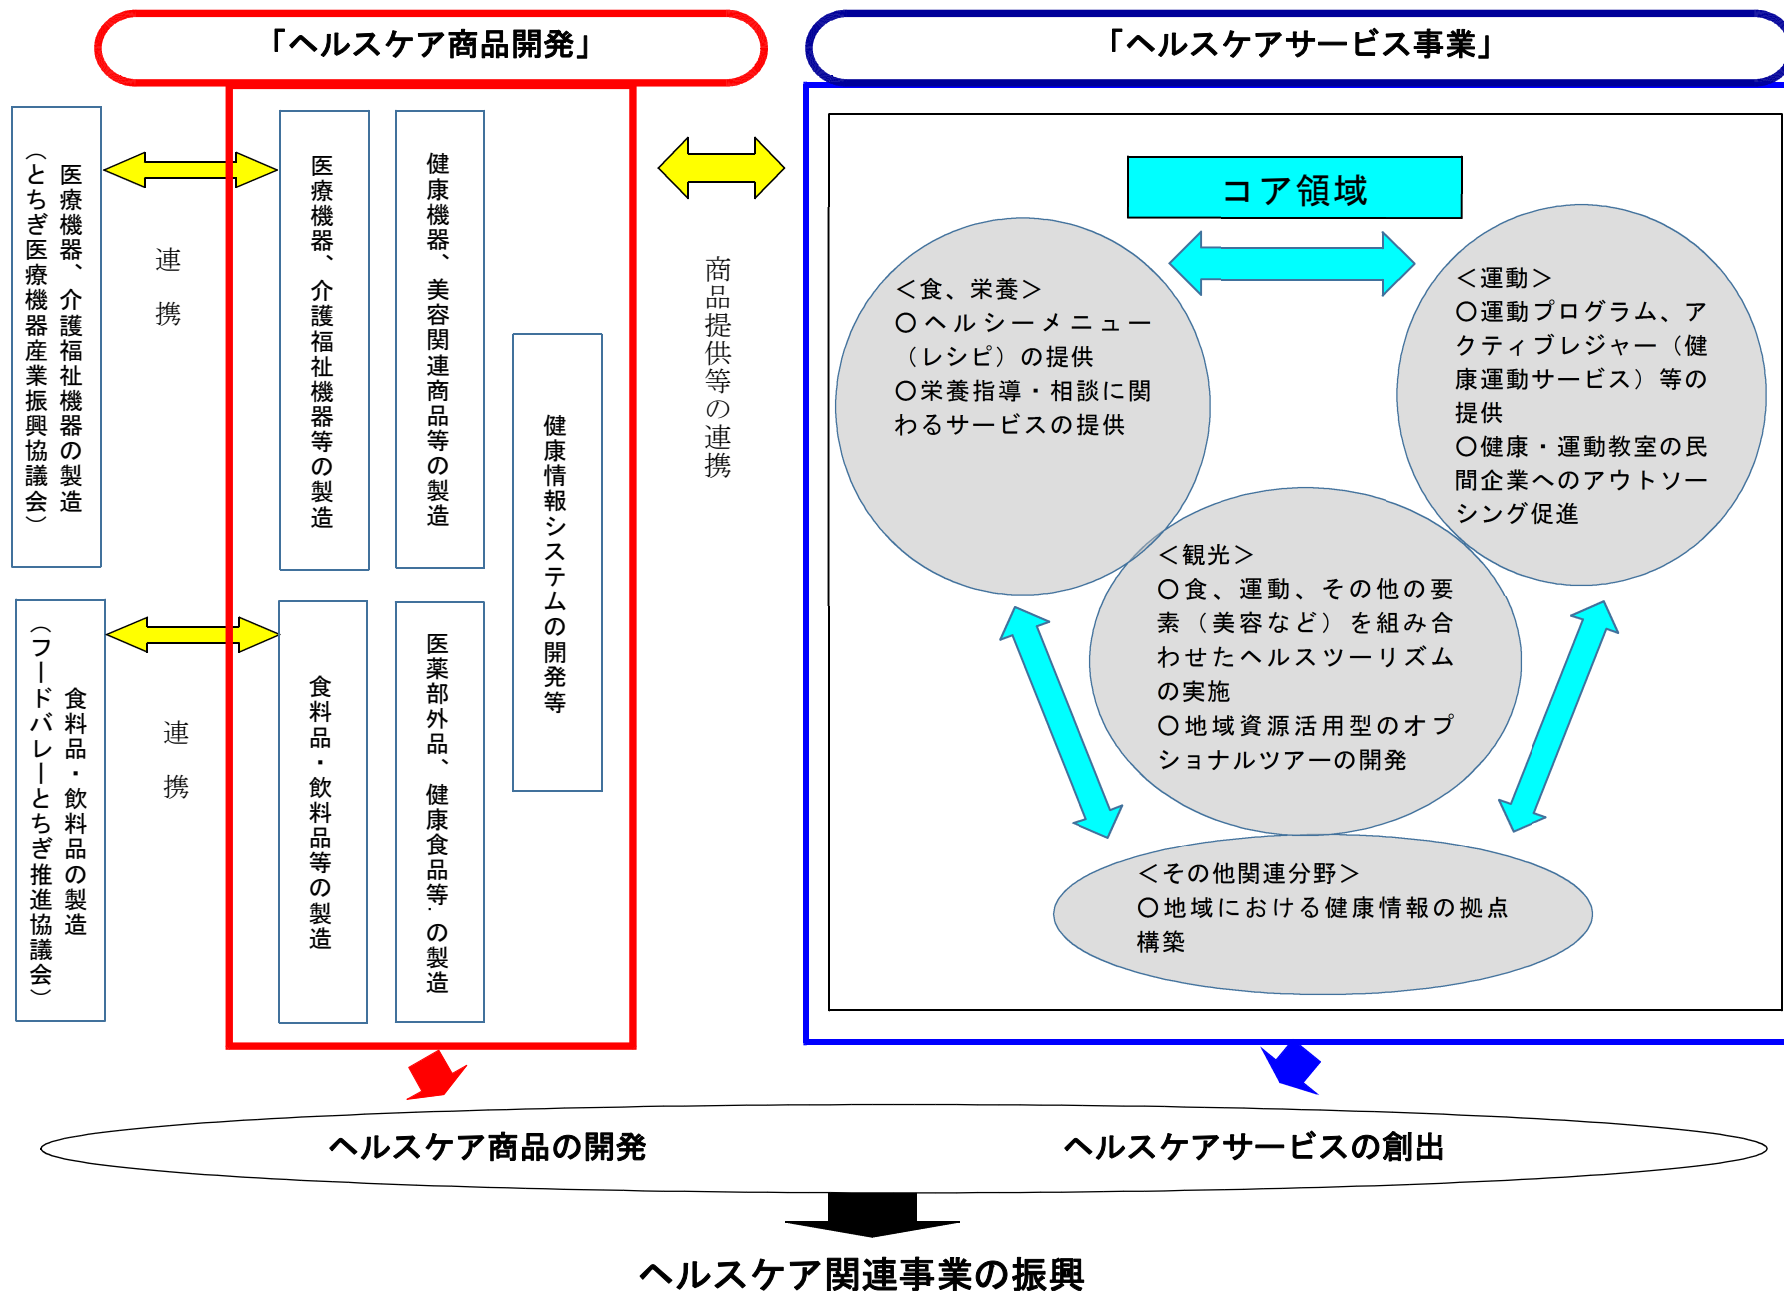 「ヘルスケア商品開発」
「ヘルスケアサービス事業」
医療機器、介護福祉機器の製造
（とちぎ医療機器産業振興協議会）
連携
食料品・飲料品の製造
（フードバレーとちぎ推進協議会）
連携
医療機器、介護福祉機器等の製造
健康機器、美容関連商品等の製造
食料品・飲料品等の製造
医薬部外品、健康食品等.の製造
健康情報システムの開発等
商品提供等の連携
コア領域
＜食、栄養＞
○ヘルシーメニュー
（レシピ）の提供
○栄養指導・相談に関
わるサービスの提供
＜運動＞
○運動プログラム、ア
クティブレジャー（健
康運動サービス）等の
提供
○健康・運動教室の民
間企業へのアウトソー
シング促進
＜観光＞
○食、運動、その他の要
素（美容など）を組み合
わせたヘルスツーリズム
の実施
○地域資源活用型のオプ
ショナルツアーの開発
＜その他関連分野＞
○地域における健康情報の拠点
構築
ヘルスケア商品の開発
ヘルスケアサービスの創出
ヘルスケア関連事業の振興